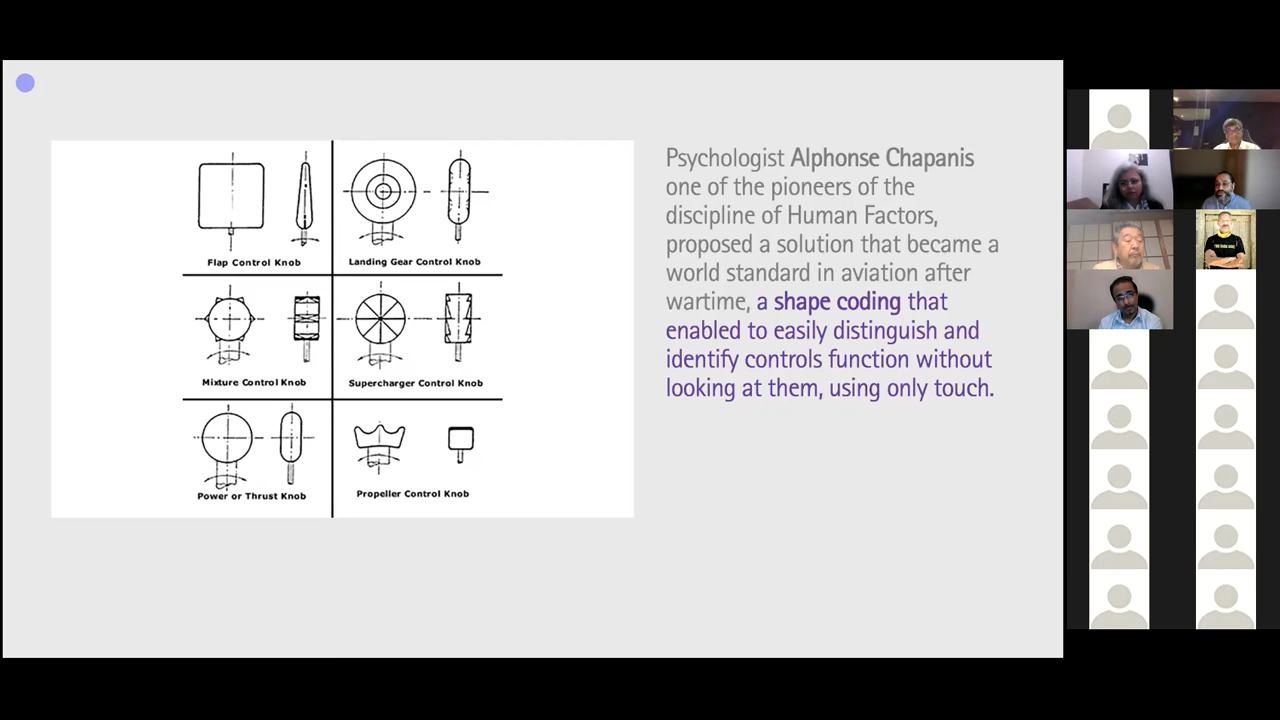 Flap Control Knob
Landing Gear Control Knob
Mixture Control Knob
Supercharger Control Knob
Power or Thrust Knob
Propeller Control Knob
Psychologist Alphonse Chapanis
one of the pioneers of the
discipline of Human Factors,
proposed a solution that became a
world standard in aviation after
wartime, a shape coding that
enabled to easily distinguish and
identify controls function without
looking at them, using only touch.